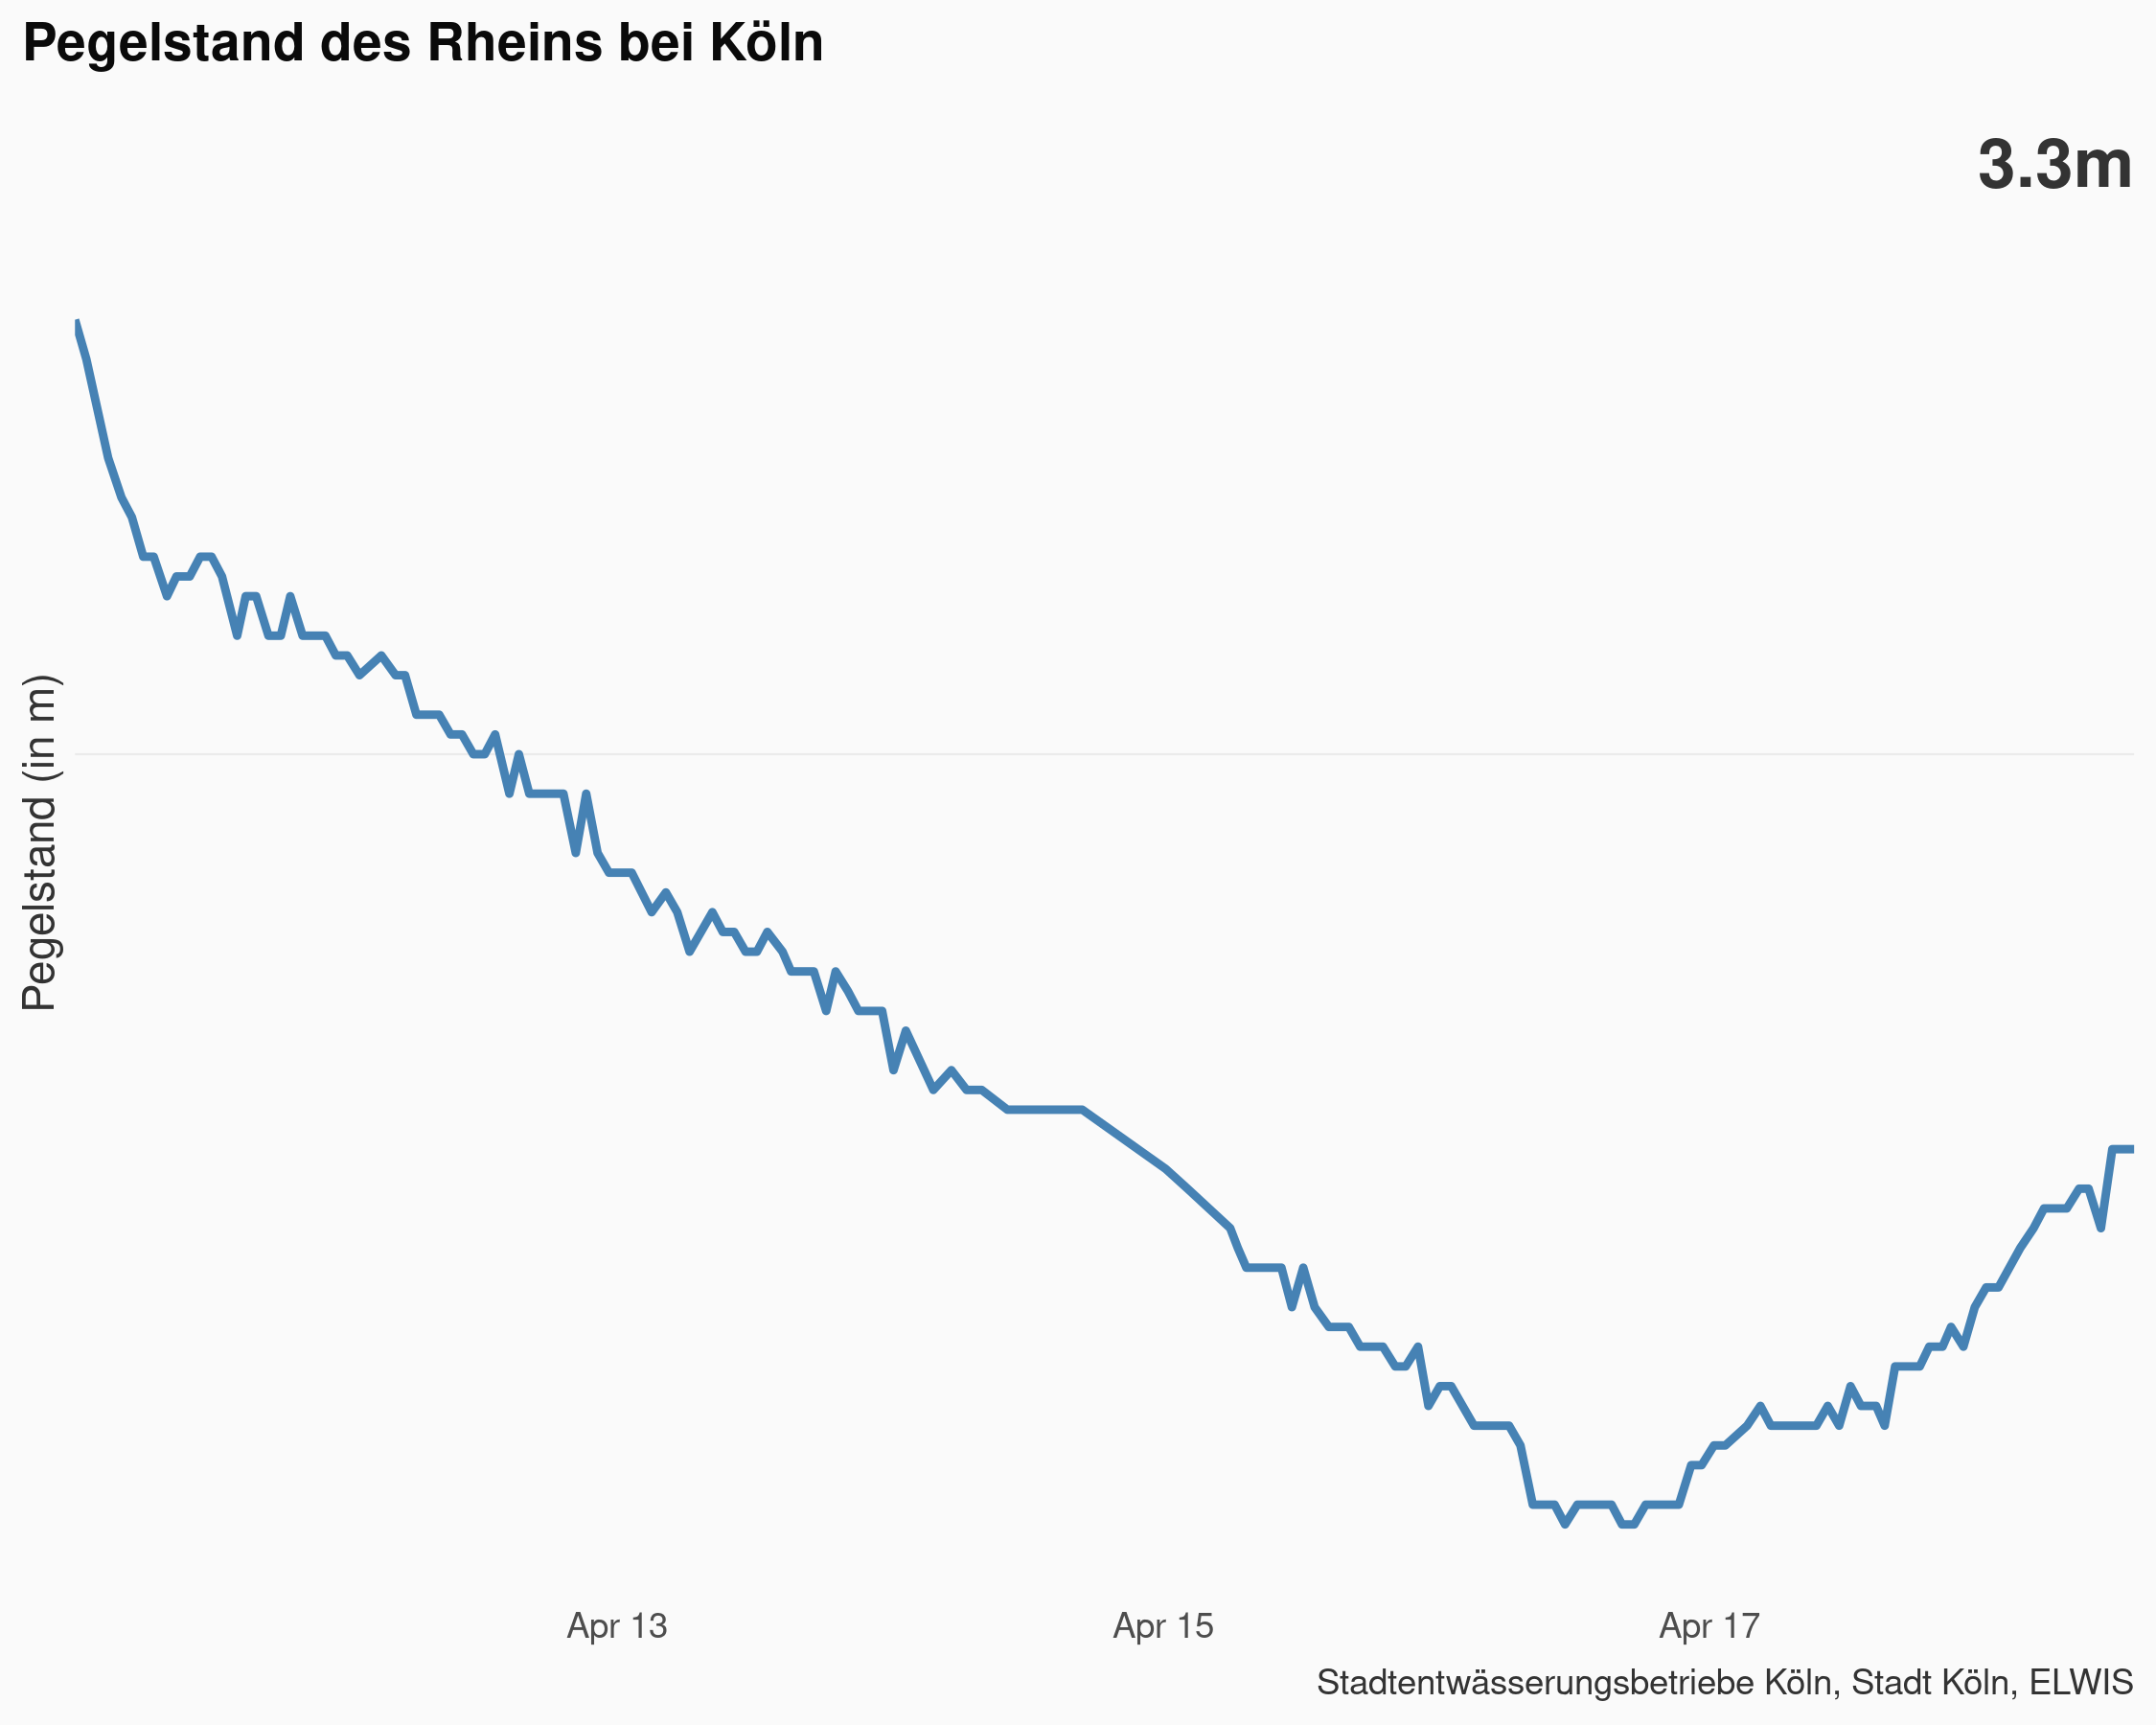 Pegelstand des Rheins bei Köln
3.3m
Pegelstand (in m)
Apr 13
Apr 15
Apr 17
Stadtentwässerungsbetriebe Köln, Stadt Köln, ELWIS